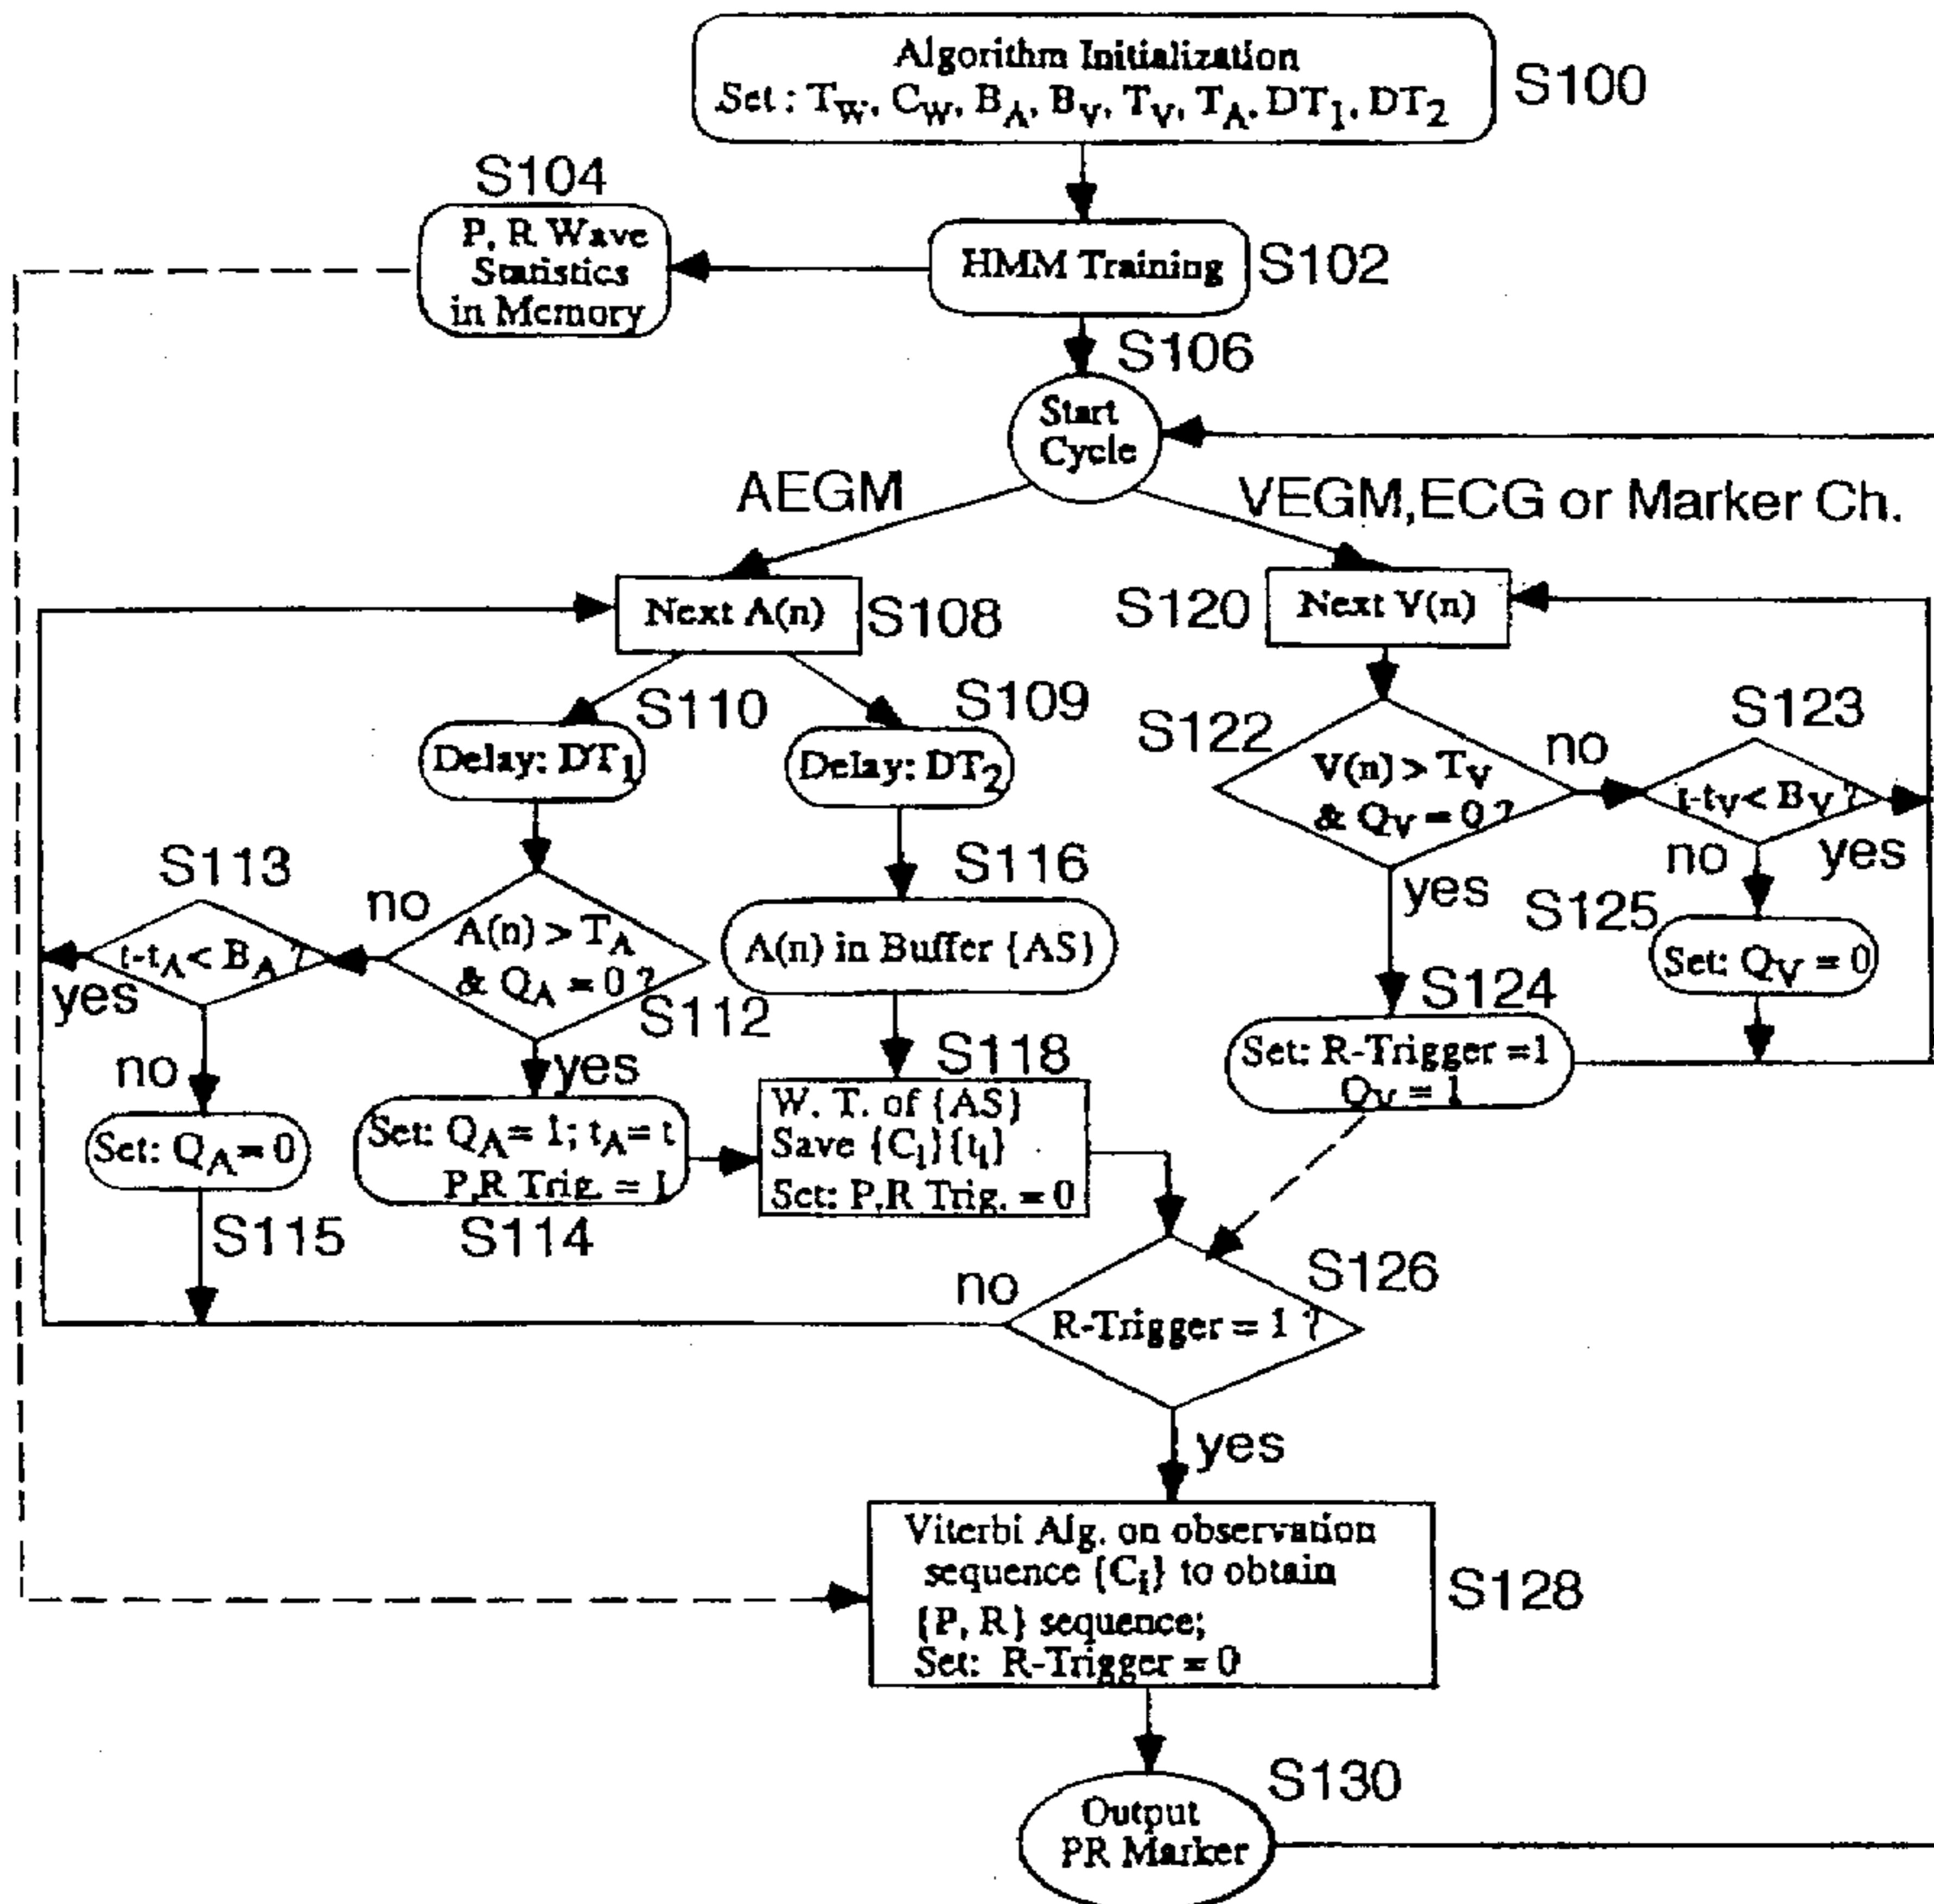 Algorithm Initialization
Set : T_W, C_W, B_A, B_V, T_V, T_A, DT_1, DT_2
S100
S104
P, R Wave
Statistics
in Memory
HMM Training
S102
S106
Start
Cycle
AEGM
VEGM,ECG or Marker Ch.
Next A(n)
S108
S120
Next V(n)
S110
S109
Delay: DT_1
Delay: DT_2
S122
V(n) > T_V
& Q_V = 0 ?
no
S123
t-t_V < B_V ?
no
yes
S113
t-t_A < B_A ?
yes
no
A(n) > T_A
& Q_A = 0 ?
S112
S116
A(n) in Buffer {AS}
yes
S125
Set: Q_V = 0
S124
Set: R-Trigger =1
Q_V = 1
no
Set: Q_A = 0
S115
yes
Set: Q_A = 1; t_A = t
P,R Trig. = 1
S114
S118
W. T. of {AS}
Save {C_i}{t_i}
Set: P,R Trig. = 0
no
S126
R-Trigger = 1 ?
yes
Viterbi Alg. on observation
sequence {C_i} to obtain
{P, R} sequence;
Set: R-Trigger = 0
S128
S130
Output
PR Marker